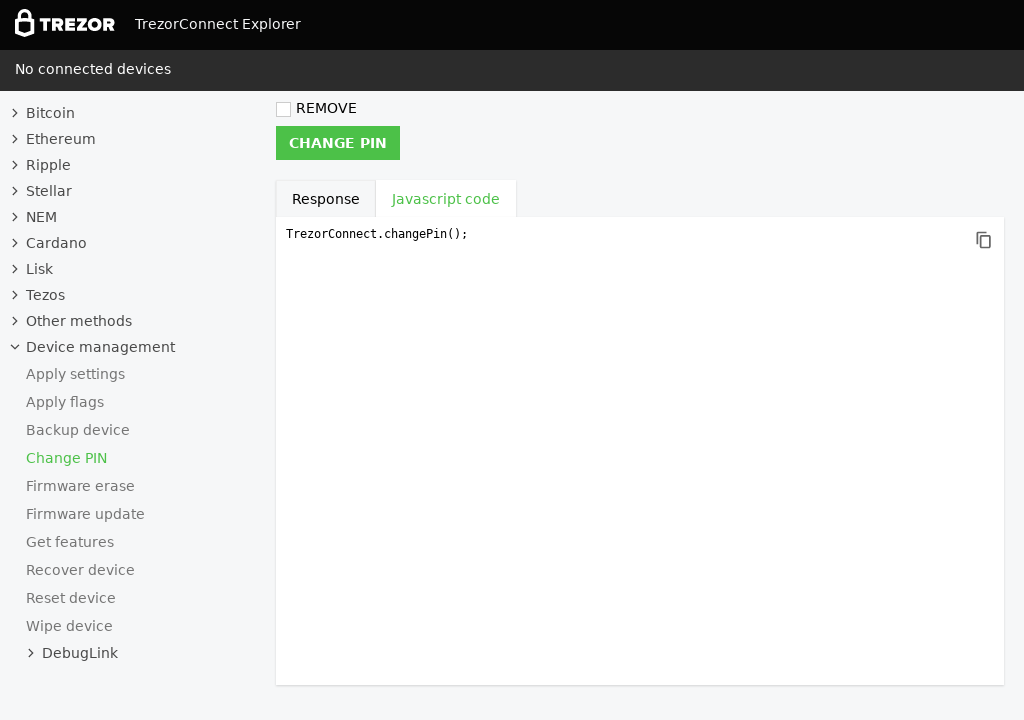 TREZOR TrezorConnect Explorer
No connected devices
Bitcoin
Ethereum
Ripple
Stellar
NEM
Cardano
Lisk
Tezos
Other methods
Device management
Apply settings
Apply flags
Backup device
Change PIN
Firmware erase
Firmware update
Get features
Recover device
Reset device
Wipe device
DebugLink
REMOVE
CHANGE PIN
Response Javascript code
TrezorConnect.changePin();